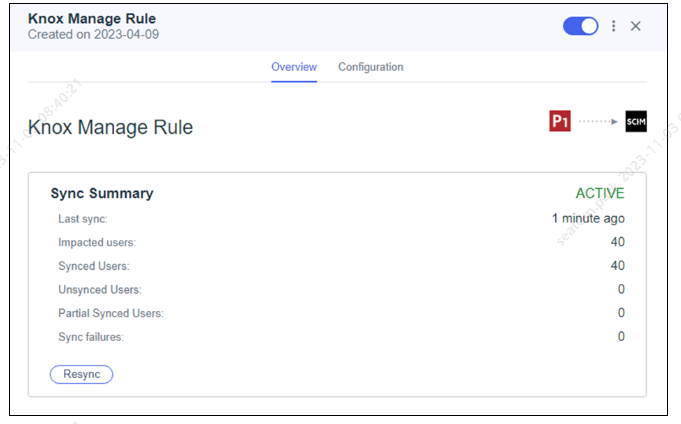 Knox Manage Rule
Created on 2023-04-09
Overview Configuration
Knox Manage Rule
P1 SCIM
Sync Summary ACTIVE
Last sync: 1 minute ago
Impacted users: 40
Synced Users: 40
Unsynced Users: 0
Partial Synced Users: 0
Sync failures: 0
Resync